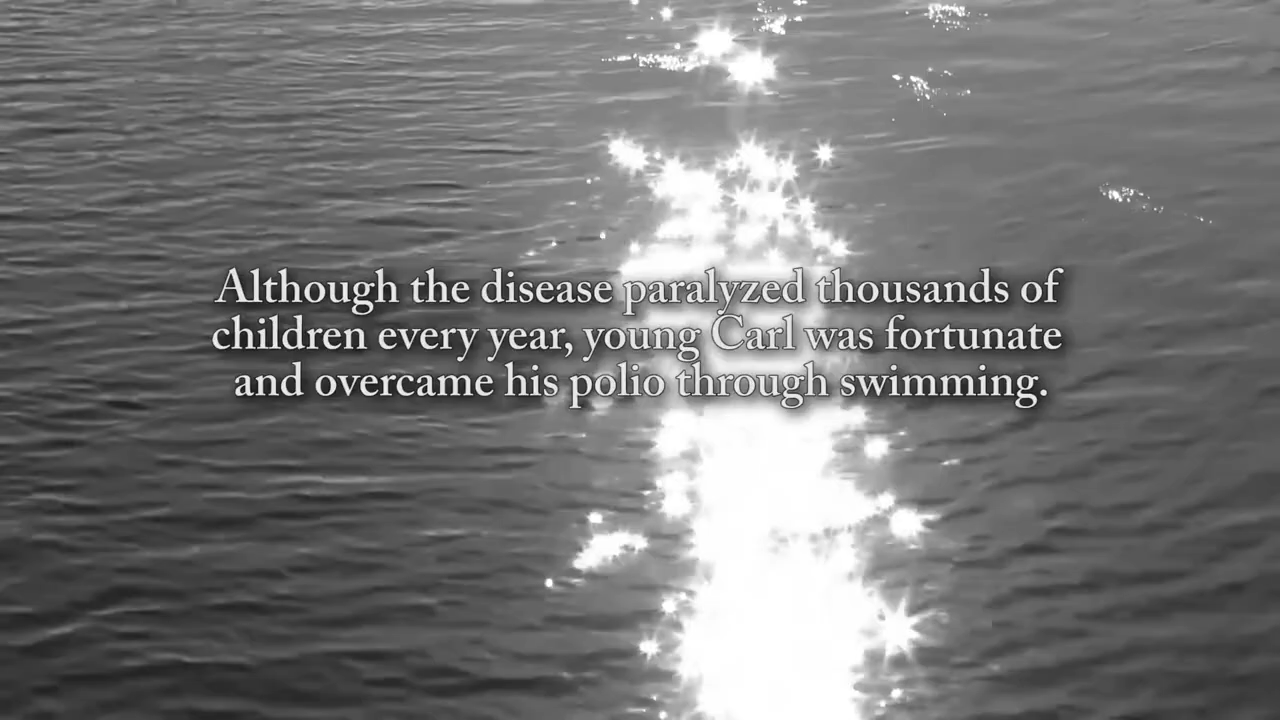 Although the disease paralyzed thousands of
children every year, young Carl was fortunate
and overcame his polio through swimming.